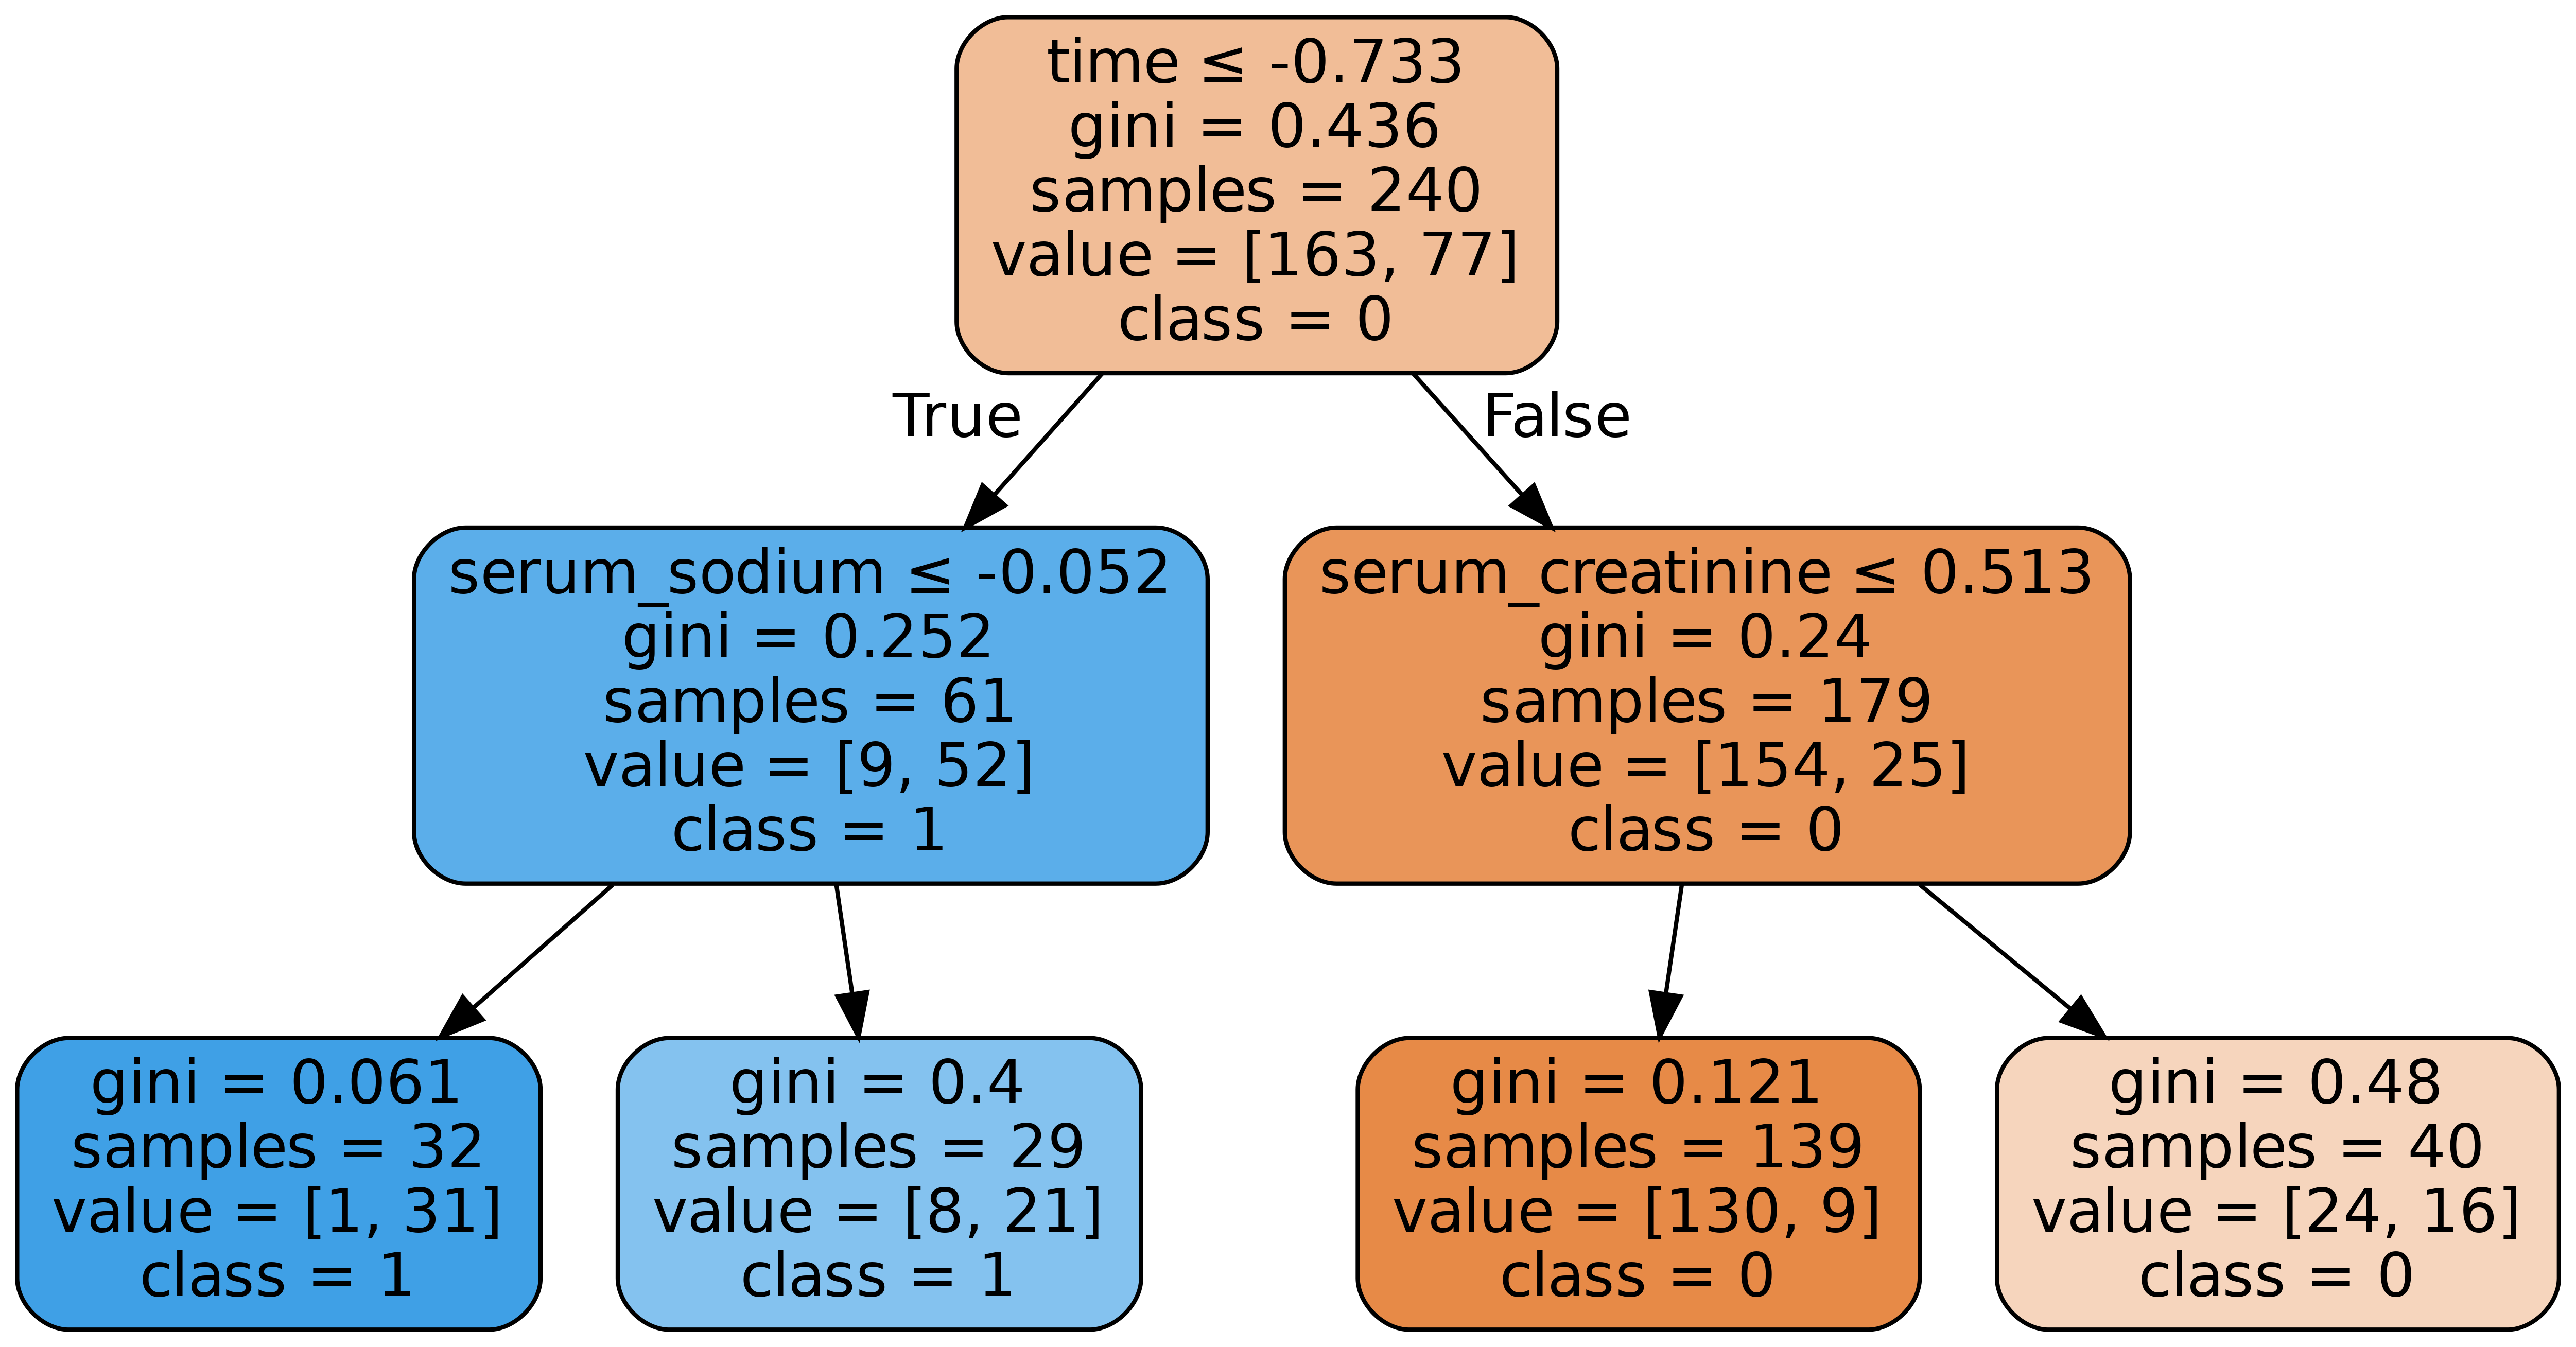 time ≤ -0.733
gini = 0.436
samples = 240
value = [163, 77]
class = 0
True
False
serum_sodium ≤ -0.052
gini = 0.252
samples = 61
value = [9, 52]
class = 1
serum_creatinine ≤ 0.513
gini = 0.24
samples = 179
value = [154, 25]
class = 0
gini = 0.061
samples = 32
value = [1, 31]
class = 1
gini = 0.4
samples = 29
value = [8, 21]
class = 1
gini = 0.121
samples = 139
value = [130, 9]
class = 0
gini = 0.48
samples = 40
value = [24, 16]
class = 0